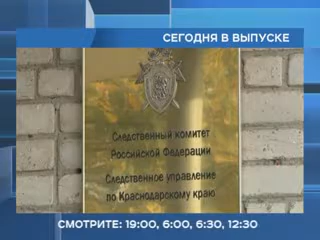 СЕГОДНЯ В ВЫПУСКЕ
Следственный комитет
Российской Федерации
Следственное управление
по Краснодарскому краю
СМОТРИТЕ: 19:00, 6:00, 6:30, 12:30